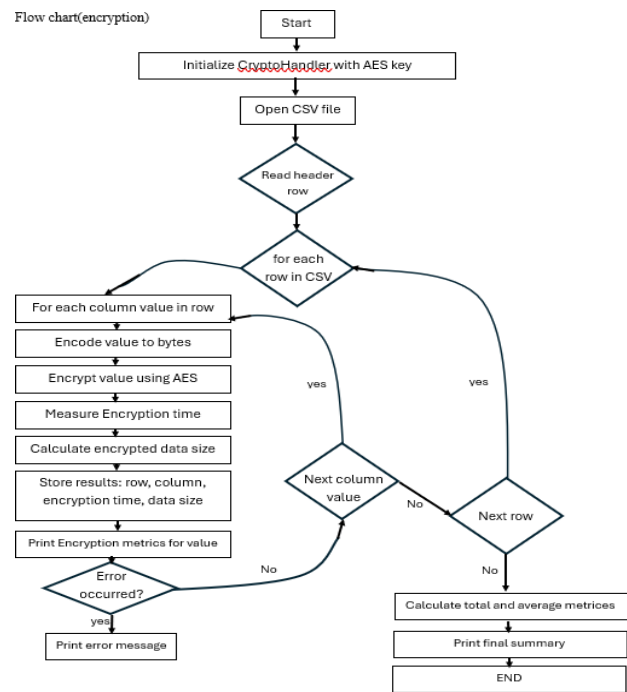 Flow chart(encryption)
Start
Initialize CryptoHandler with AES key
Open CSV file
Read header
row
for each
row in CSV
For each column value in row
Encode value to bytes
Encrypt value using AES
Measure Encryption time
Calculate encrypted data size
Store results: row, column,
encryption time, data size
Print Encryption metrics for value
Error
occurred?
yes
Print error message
No
yes
Next column
value
No
yes
Next row
No
Calculate total and average metrices
Print final summary
END